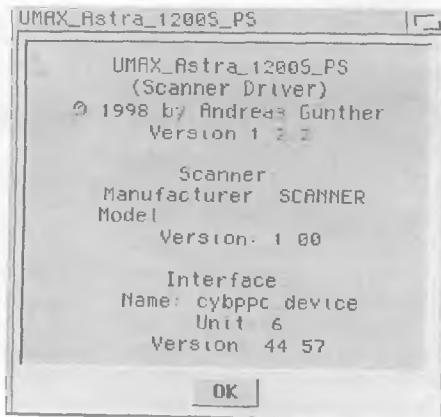 UMAX_Astra_1200S_PS
UMAX_Astra_1200S_PS
(Scanner Driver)
© 1998 by Andreas Gunther
Version 1 2 2
Scanner
Manufacturer SCANNER
Model
Version: 1 00
Interface
Name: cybppc device
Unit 6
Version 44 57
OK